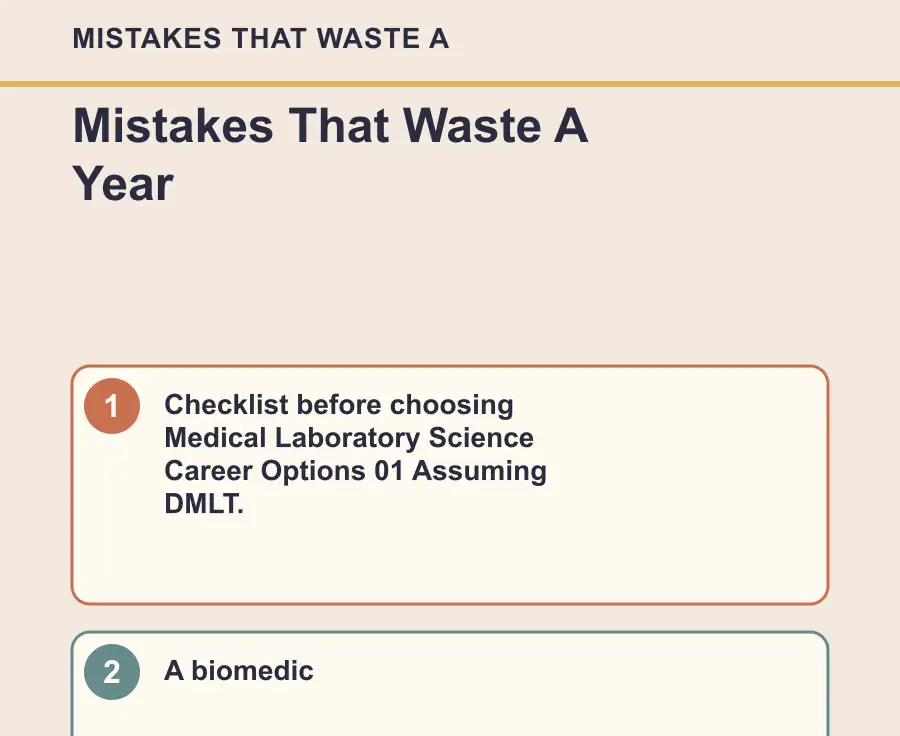 MISTAKES THAT WASTE A
Mistakes That Waste A
Year
1
Checklist before choosing
Medical Laboratory Science
Career Options 01 Assuming
DMLT.
2
A biomedic